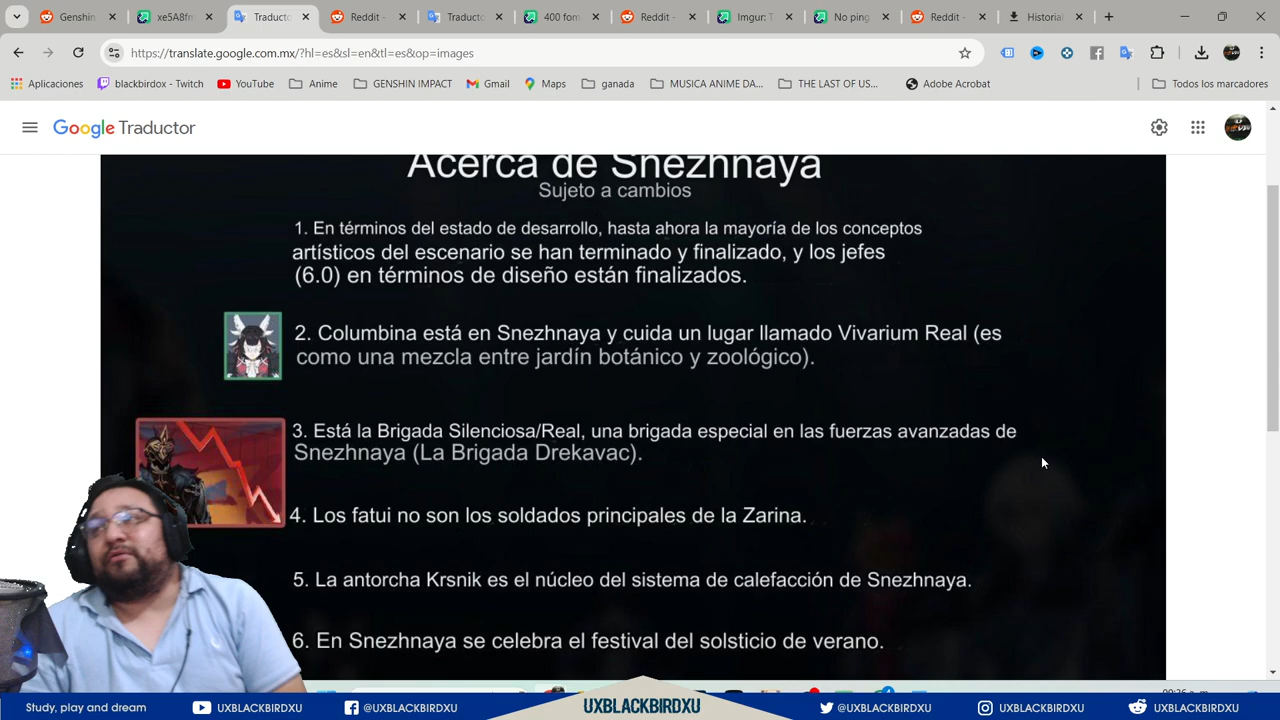 Genshin
xe5A8fn
Traducto
Reddit -
Traducto
400 fom
Reddit -
Imgur: T
No ping
Reddit -
Historial
https://translate.google.com.mx/?hl=es&sl=en&tl=es&op=images
Aplicaciones
blackbirdox - Twitch
YouTube
Anime
GENSHIN IMPACT
Gmail
Maps
ganada
MUSICA ANIME DA...
THE LAST OF US...
Adobe Acrobat
Todos los marcadores
Google Traductor
Acerca de Snezhnaya
Sujeto a cambios
1. En términos del estado de desarrollo, hasta ahora la mayoría de los conceptos
artísticos del escenario se han terminado y finalizado, y los jefes
(6.0) en términos de diseño están finalizados.
2. Columbina está en Snezhnaya y cuida un lugar llamado Vivarium Real (es
como una mezcla entre jardín botánico y zoológico).
3. Está la Brigada Silenciosa/Real, una brigada especial en las fuerzas avanzadas de
Snezhnaya (La Brigada Drekavac).
4. Los fatui no son los soldados principales de la Zarina.
5. La antorcha Krsnik es el núcleo del sistema de calefacción de Snezhnaya.
6. En Snezhnaya se celebra el festival del solsticio de verano.
Study, play and dream
UXBLACKBIRDXU
@UXBLACKBIRDXU
UXBLACKBIRDXU
@UXBLACKBIRDXU
UXBLACKBIRDXU
UXBLACKBIRDXU